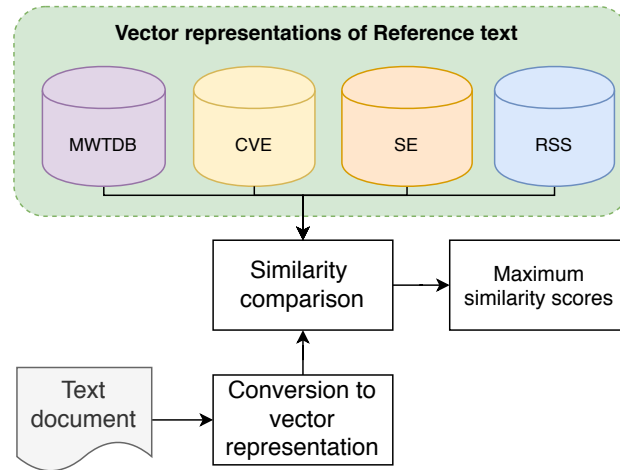 Vector representations of Reference text
MWTDB
CVE
SE
RSS
Similarity
comparison
Maximum
similarity scores
Text
document
Conversion to
vector
representation